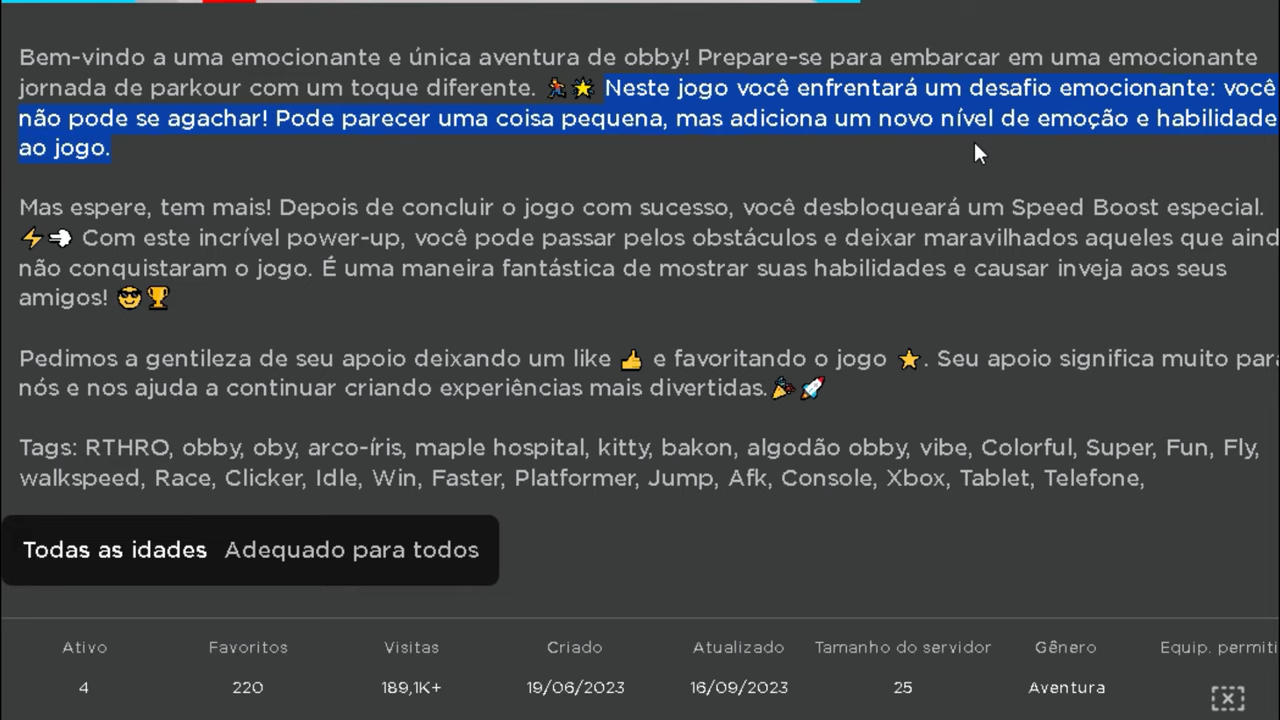 Bem-vindo a uma emocionante e única aventura de obby! Prepare-se para embarcar em uma emocionante
jornada de parkour com um toque diferente. 🏃🌟 Neste jogo você enfrentará um desafio emocionante: você
não pode se agachar! Pode parecer uma coisa pequena, mas adiciona um novo nível de emoção e habilidade
ao jogo.
Mas espere, tem mais! Depois de concluir o jogo com sucesso, você desbloqueará um Speed Boost especial.
⚡💨 Com este incrível power-up, você pode passar pelos obstáculos e deixar maravilhados aqueles que aind
não conquistaram o jogo. É uma maneira fantástica de mostrar suas habilidades e causar inveja aos seus
amigos! 😎🏆
Pedimos a gentileza de seu apoio deixando um like 👍 e favoritando o jogo ⭐. Seu apoio significa muito para
nós e nos ajuda a continuar criando experiências mais divertidas.🎉🚀
Tags: RTHRO, obby, oby, arco-íris, maple hospital, kitty, bakon, algodão obby, vibe, Colorful, Super, Fun, Fly,
walkspeed, Race, Clicker, Idle, Win, Faster, Platformer, Jump, Afk, Console, Xbox, Tablet, Telefone,
Todas as idades Adequado para todos
Ativo Favoritos Visitas Criado Atualizado Tamanho do servidor Gênero Equip. permiti
4 220 189,1K+ 19/06/2023 16/09/2023 25 Aventura